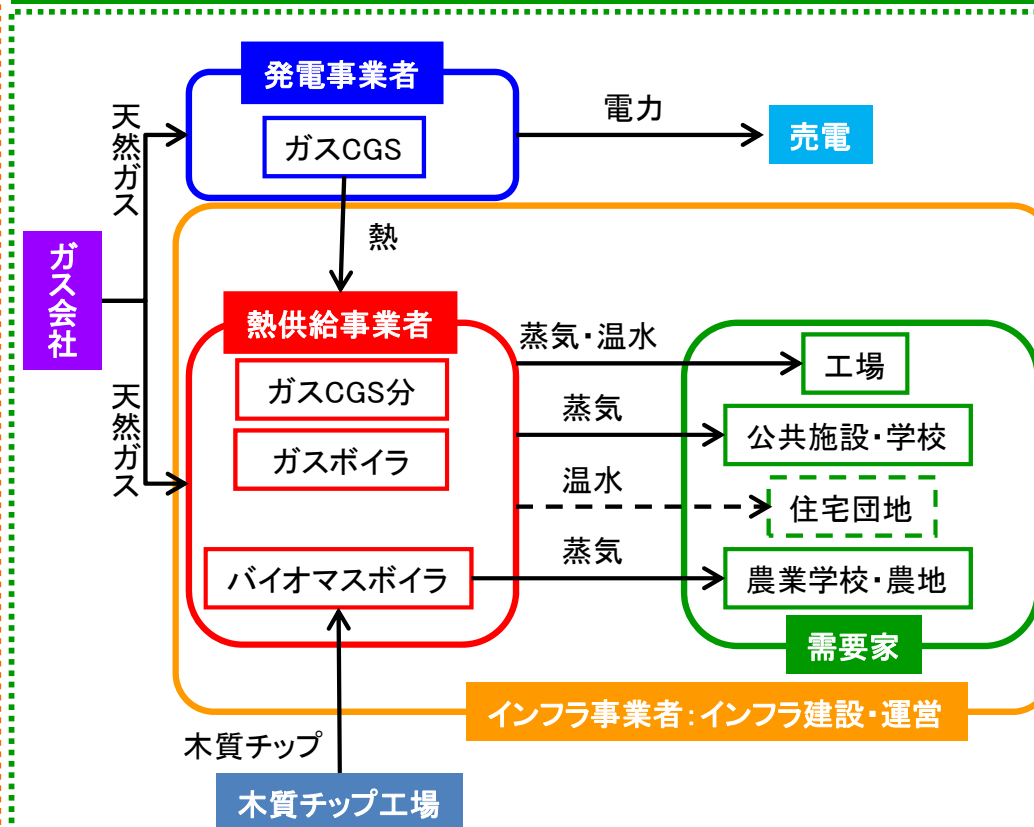 発電事業者
ガスCGS
電力
売電
天然ガス
熱
ガス会社
熱供給事業者
ガスCGS分
ガスボイラ
バイオマスボイラ
天然ガス
蒸気・温水
工場
蒸気
公共施設・学校
温水
住宅団地
蒸気
農業学校・農地
需要家
インフラ事業者：インフラ建設・運営
木質チップ
木質チップ工場